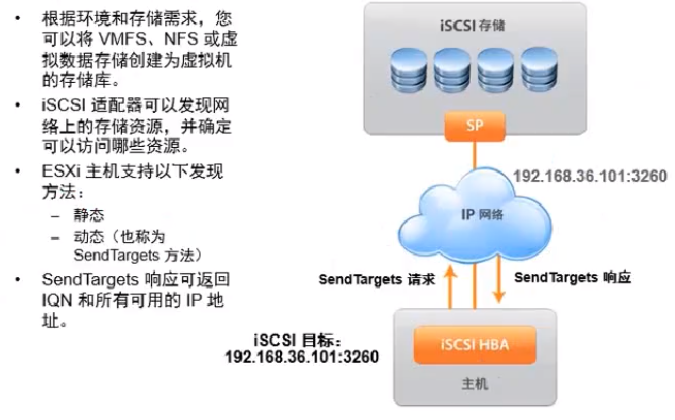 • 根据环境和存储需求，您
可以将 VMFS、NFS 或虚
拟数据存储创建为虚拟机
的存储库。
• iSCSI 适配器可以发现网
络上的存储资源，并确定
可以访问哪些资源。
• ESXi 主机支持以下发现
方法：
– 静态
– 动态（也称为
SendTargets 方法）
• SendTargets 响应可返回
IQN 和所有可用的 IP 地
址。
iSCSI 存储
SP
192.168.36.101:3260
IP 网络
SendTargets 请求
SendTargets 响应
iSCSI 目标：
192.168.36.101:3260
iSCSI HBA
主机